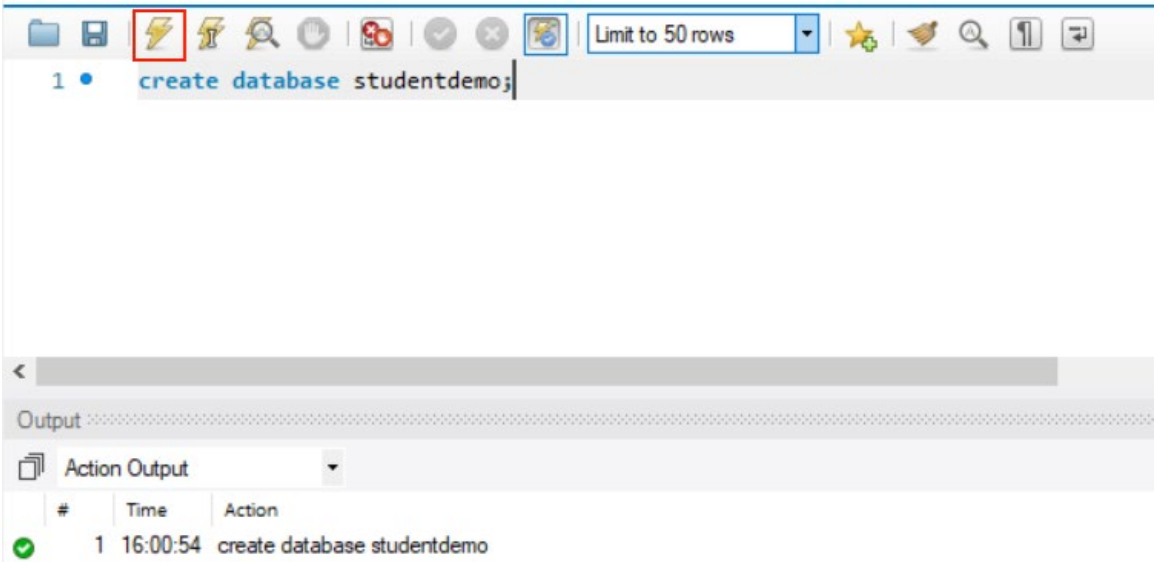 Limit to 50 rows
1 create database studentdemo;
Output
Action Output
# Time Action
1 16:00:54 create database studentdemo